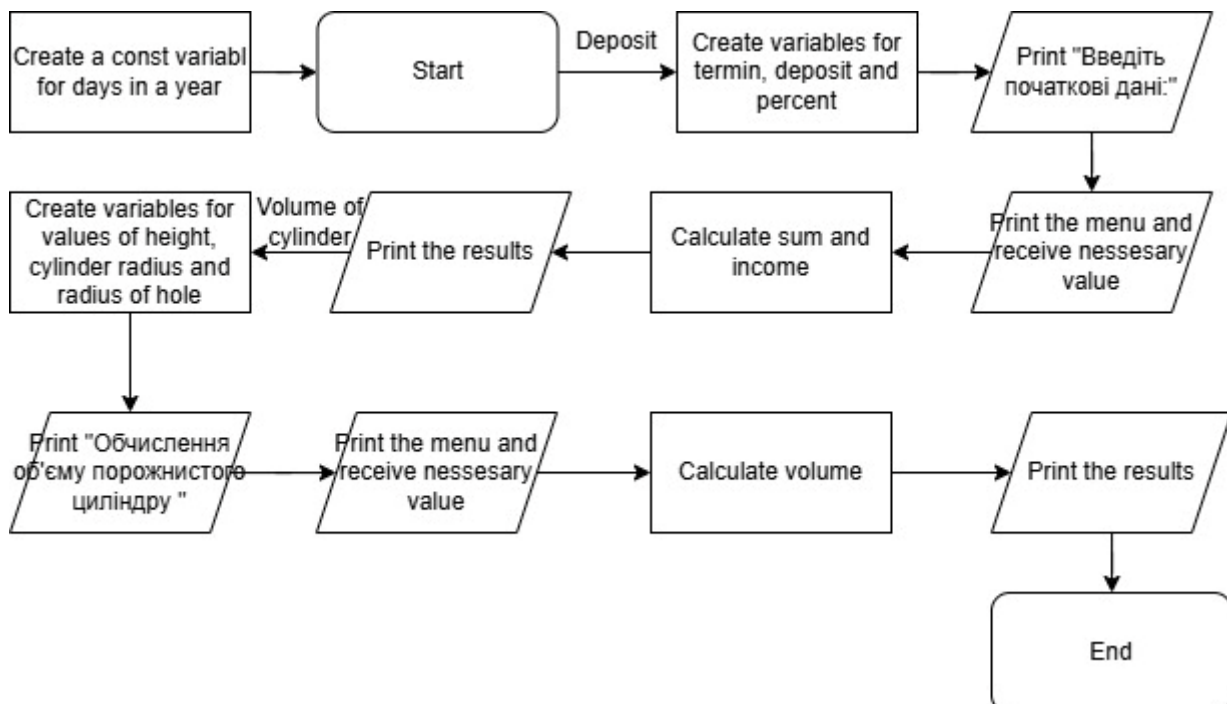 Create a const variabl
for days in a year
Start
Deposit
Create variables for
termin, deposit and
percent
Print "Введіть
початкові дані:"
Print the menu and
receive nessesary
value
Calculate sum and
income
Print the results
Volume of
cylinder
Create variables for
values of height,
cylinder radius and
radius of hole
Print "Обчислення
об'єму порожнистого
циліндру "
Print the menu and
receive nessesary
value
Calculate volume
Print the results
End